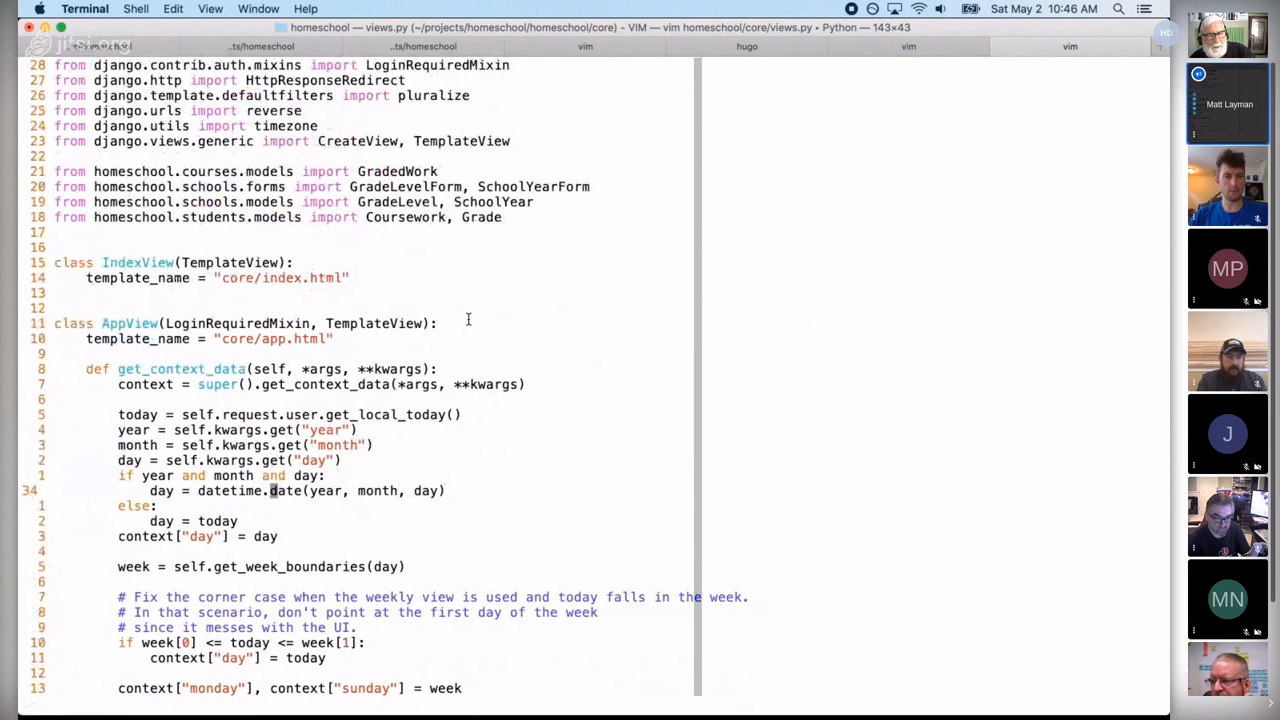 Terminal Shell Edit View Window Help Sat May 2 10:46 AM
homeschool — views.py (~/projects/homeschool/homeschool/core) - VIM — vim homeschool/core/views.py • Python — 143×43
jitsi.org
..ts/homeschool ..ts/homeschool vim hugo vim vim
28 from django.contrib.auth.mixins import LoginRequiredMixin
27 from django.http import HttpResponseRedirect
26 from django.template.defaultfilters import pluralize
25 from django.urls import reverse
24 from django.utils import timezone
23 from django.views.generic import CreateView, TemplateView
22
21 from homeschool.courses.models import GradedWork
20 from homeschool.schools.forms import GradeLevelForm, SchoolYearForm
19 from homeschool.schools.models import GradeLevel, SchoolYear
18 from homeschool.students.models import Coursework, Grade
17
16
15 class IndexView(TemplateView):
14 template_name = "core/index.html"
13
12
11 class AppView(LoginRequiredMixin, TemplateView):
10 template_name = "core/app.html"
9
8 def get_context_data(self, *args, **kwargs):
7 context = super().get_context_data(*args, **kwargs)
6
5 today = self.request.user.get_local_today()
4 year = self.kwargs.get("year")
3 month = self.kwargs.get("month")
2 day = self.kwargs.get("day")
1 if year and month and day:
34 day = datetime.date(year, month, day)
1 else:
2 day = today
3 context["day"] = day
4
5 week = self.get_week_boundaries(day)
6
7 # Fix the corner case when the weekly view is used and today falls in the week.
8 # In that scenario, don't point at the first day of the week
9 # since it messes with the UI.
10 if week[0] <= today <= week[1]:
11 context["day"] = today
12
13 context["monday"], context["sunday"] = week
HD
Matt Layman
MP
J
MN